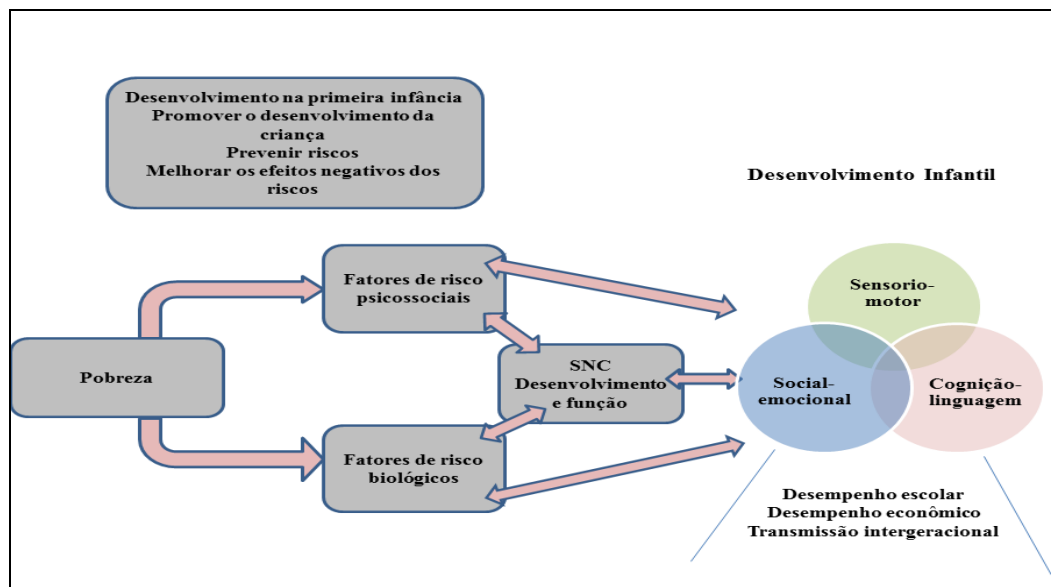 Desenvolvimento na primeira infância
Promover o desenvolvimento da
criança
Prevenir riscos
Melhorar os efeitos negativos dos
riscos
Desenvolvimento Infantil
Fatores de risco
psicossociais
Sensorio-
motor
Pobreza
SNC
Desenvolvimento
e função
Social-
emocional
Cognição-
linguagem
Fatores de risco
biológicos
Desempenho escolar
Desempenho econômico
Transmissão intergeracional